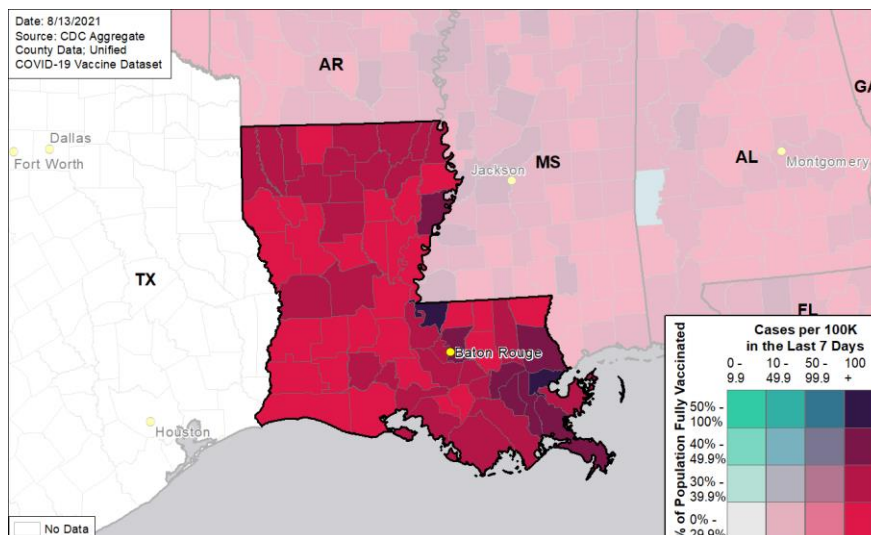 Date: 8/13/2021
Source: CDC Aggregate
County Data; Unified
COVID-19 Vaccine Dataset
AR
GA
Dallas
Fort Worth
Jackson
MS
AL
Montgomery
TX
FL
Baton Rouge
Houston
Cases per 100K
in the Last 7 Days
0 -
9.9
10 -
49.9
50 -
99.9
100
+
% of Population Fully Vaccinated
50% -
100%
40% -
49.9%
30% -
39.9%
0% -
29.9%
No Data